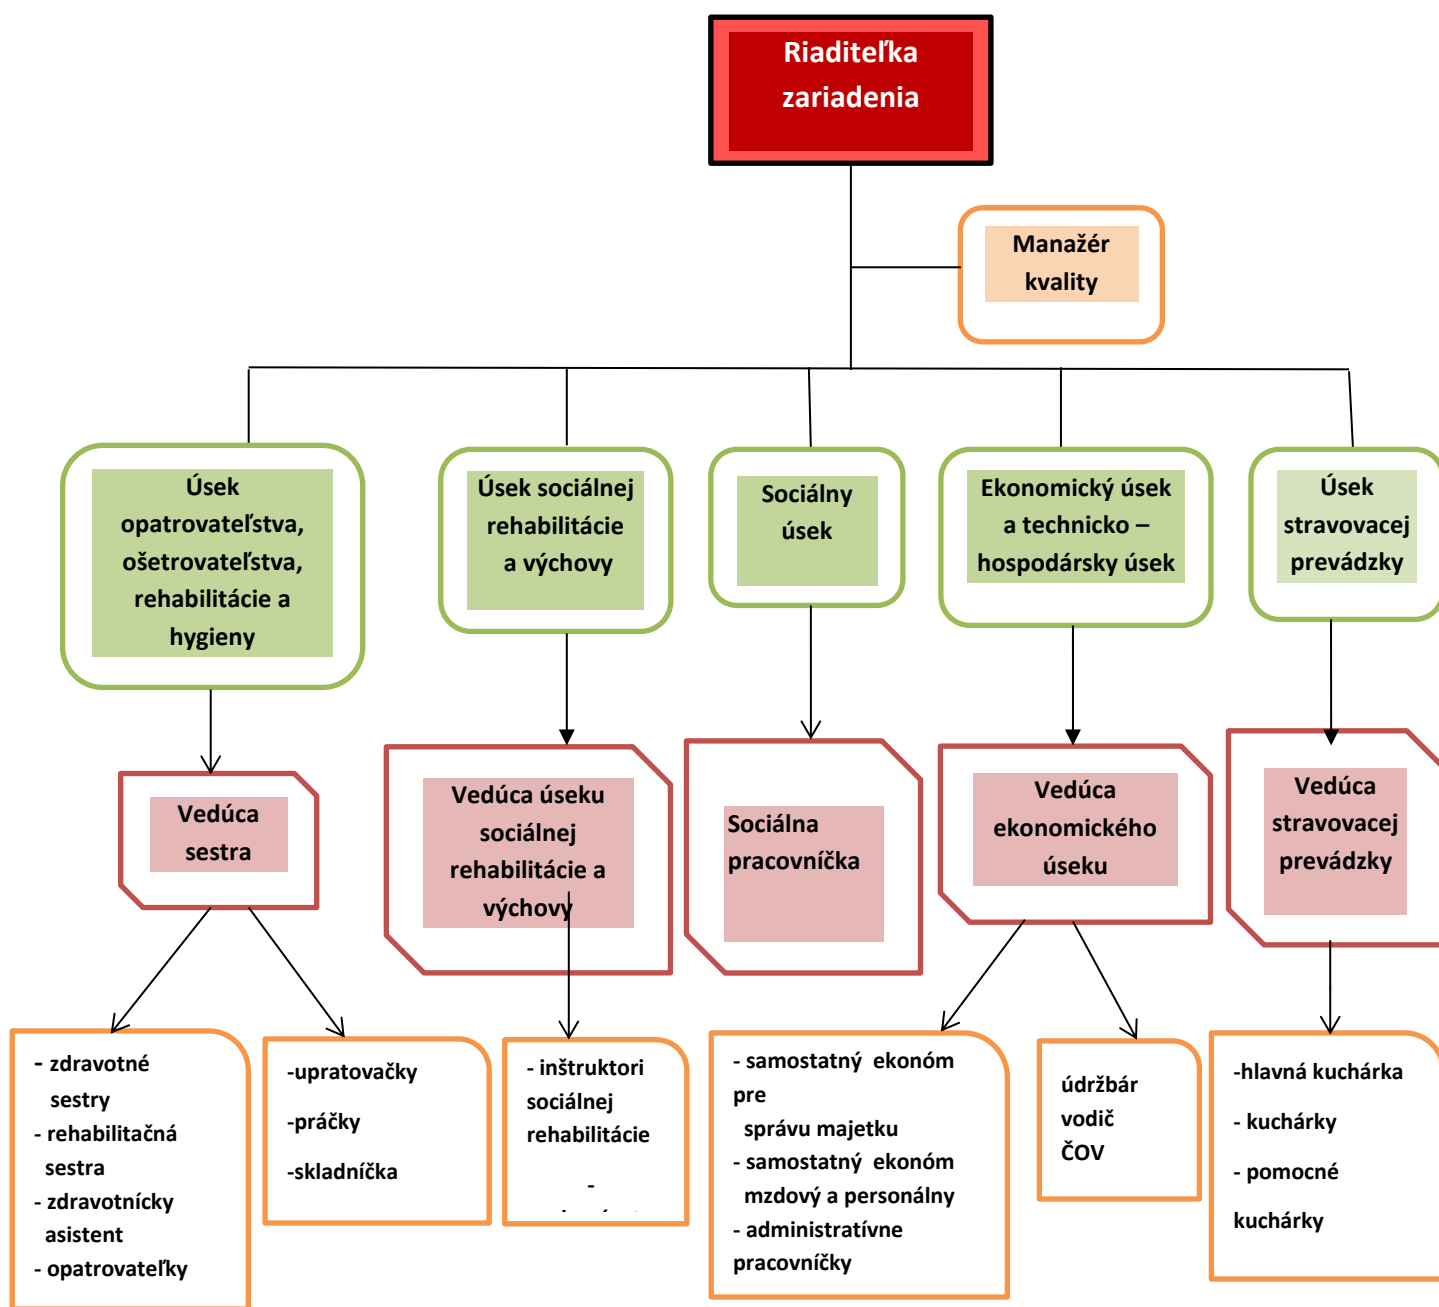 Riaditeľka
zariadenia
Manažér
kvality
Úsek
opatrovateľstva,
ošetrovateľstva,
rehabilitácie a
hygieny
Úsek sociálnej
rehabilitácie
a výchovy
Sociálny
úsek
Ekonomický úsek
a technicko –
hospodársky úsek
Úsek
stravovacej
prevádzky
Vedúca
sestra
Vedúca úseku
sociálnej
rehabilitácie a
výchovy
Sociálna
pracovníčka
Vedúca
ekonomického
úseku
Vedúca
stravovacej
prevádzky
- zdravotné
sestry
- rehabilitačná
sestra
- zdravotnícky
asistent
- opatrovateľky
-upratovačky
-práčky
-skladníčka
- inštruktori
sociálnej
rehabilitácie
-
- samostatný ekonóm
pre
správu majetku
- samostatný ekonóm
mzdový a personálny
- administratívne
pracovníčky
údržbár
vodič
ČOV
-hlavná kuchárka
- kuchárky
- pomocné
kuchárky